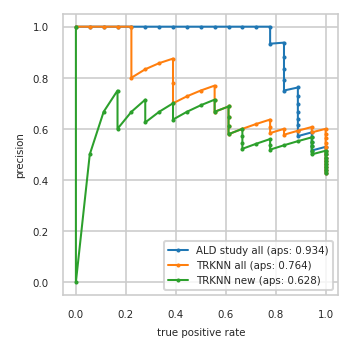 1.0
0.8
0.6
0.4
0.2
0.0
precision
ALD study all (aps: 0.934)
TRKNN all (aps: 0.764)
TRKNN new (aps: 0.628)
0.0 0.2 0.4 0.6 0.8 1.0
true positive rate